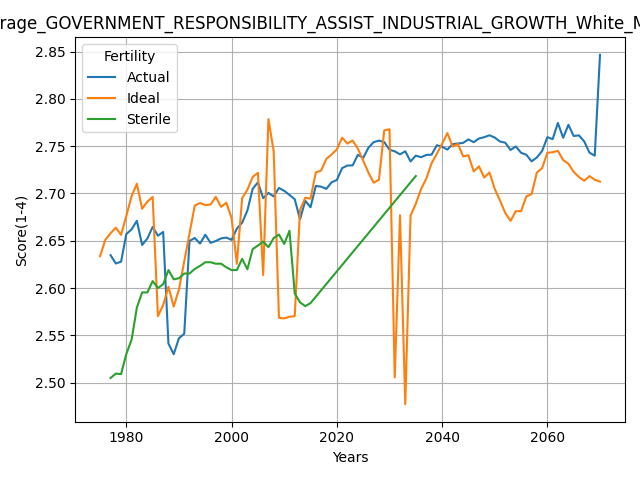 rage_GOVERNMENT_RESPONSIBILITY_ASSIST_INDUSTRIAL_GROWTH_White_M
Fertility
Actual
Ideal
Sterile
Score(1-4)
2.85
2.80
2.75
2.70
2.65
2.60
2.55
2.50
1980 2000 2020 2040 2060
Years